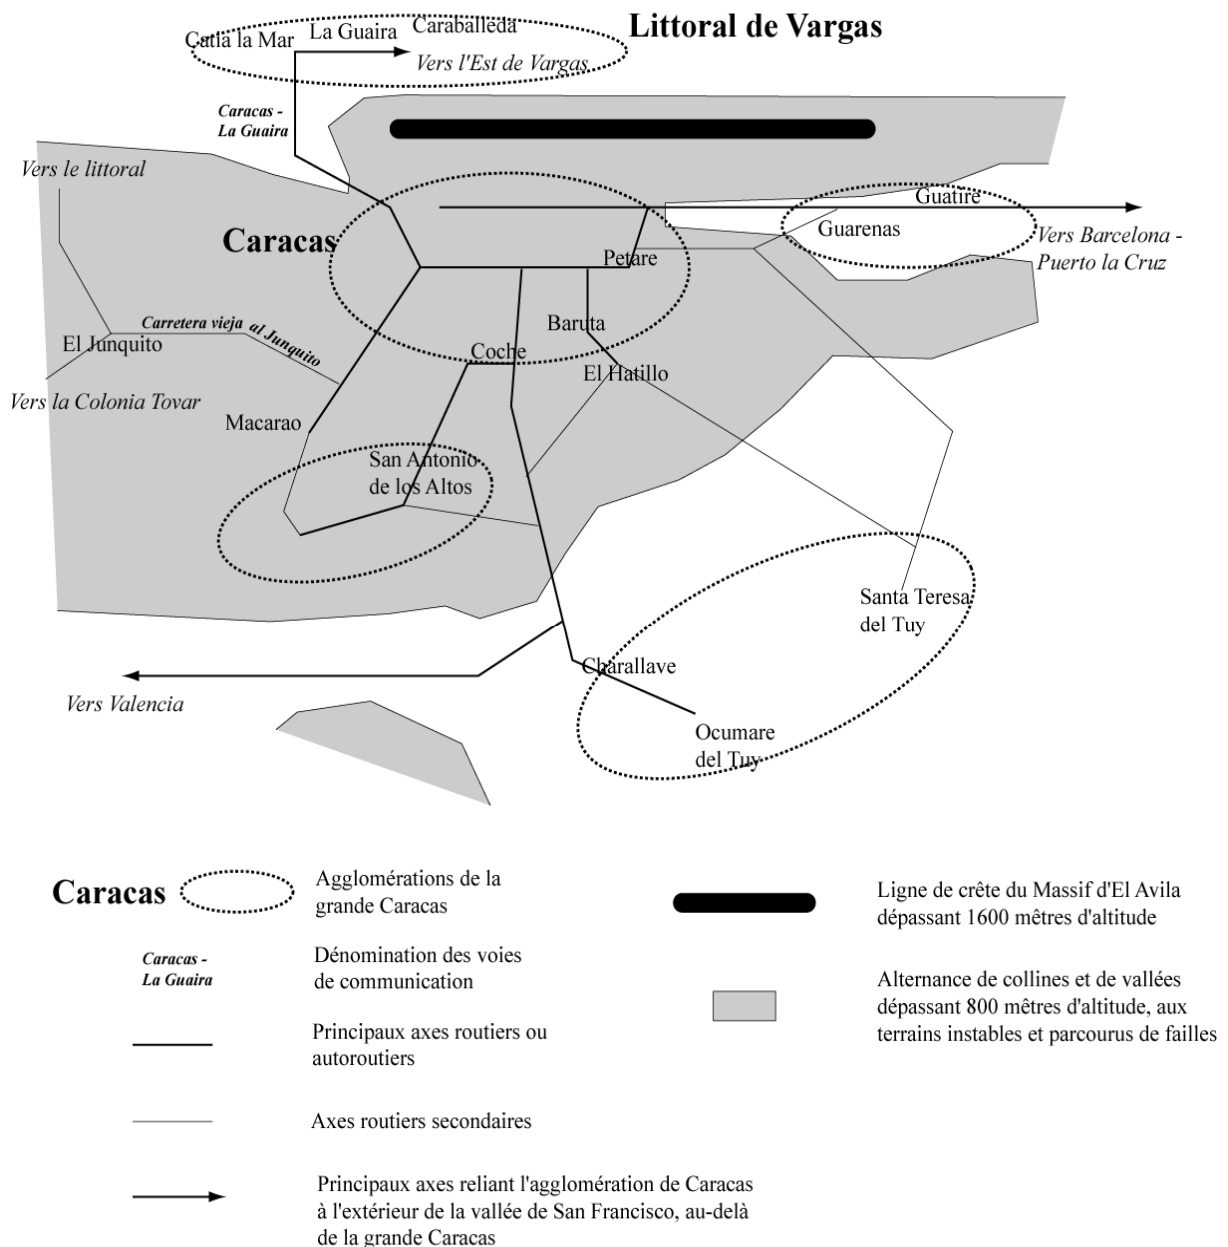 Littoral de Vargas
Catia la Mar
La Guaira
Caraballeda
Vers l'Est de Vargas
Caracas -
La Guaira
Vers le littoral
Guatire
Guarenas
Caracas
Vers Barcelona -
Puerto la Cruz
Petare
Baruta
Carretera vieja al Junquito
El Junquito
Coche
El Hatillo
Vers la Colonia Tovar
Macarao
San Antonio
de los Altos
Santa Teresa
del Tuy
Charallave
Vers Valencia
Ocumare
del Tuy
Caracas
Agglomérations de la
grande Caracas
Caracas -
La Guaira
Dénomination des voies
de communication
Principaux axes routiers ou
autoroutiers
Axes routiers secondaires
Principaux axes reliant l'agglomération de Caracas
à l'extérieur de la vallée de San Francisco, au-delà
de la grande Caracas
Ligne de crête du Massif d'El Avila
dépassant 1600 mêtres d'altitude
Alternance de collines et de vallées
dépassant 800 mêtres d'altitude, aux
terrains instables et parcourus de failles